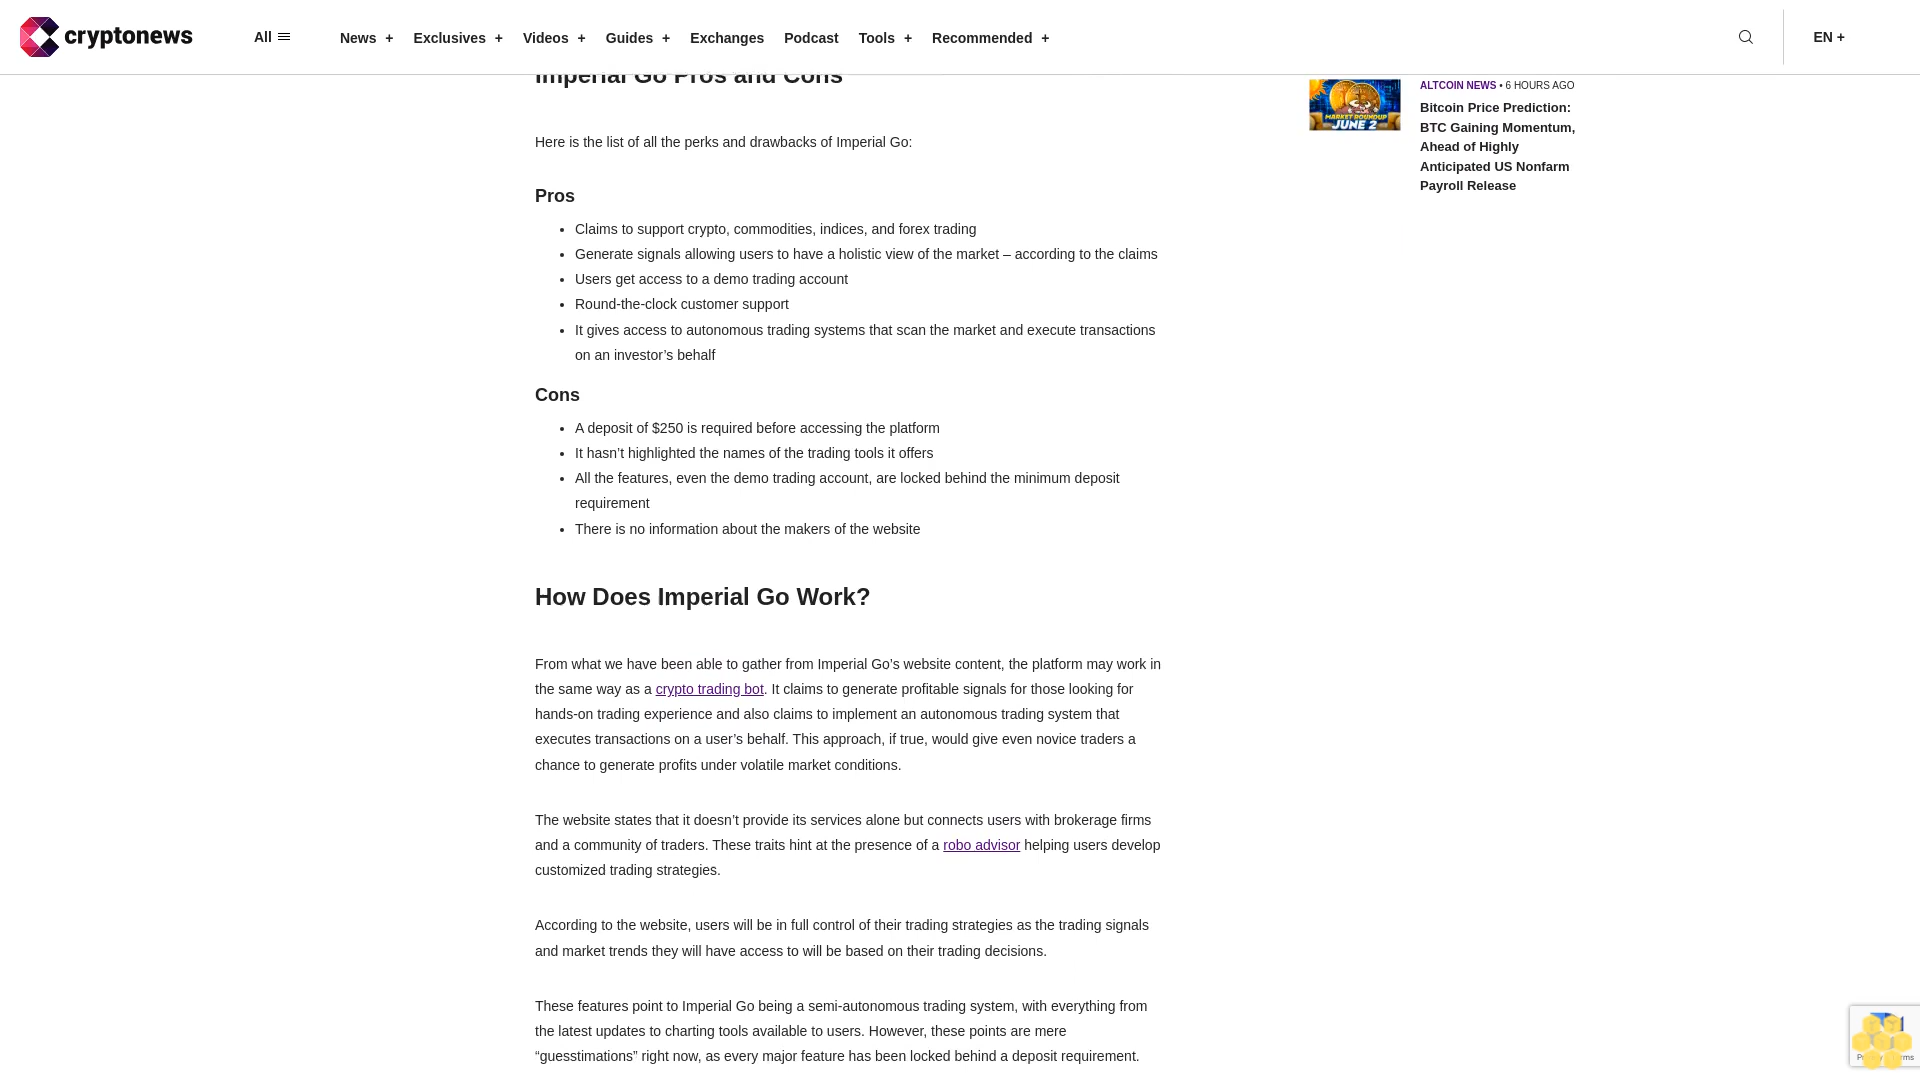 cryptonews
All
News + Exclusives + Videos + Guides + Exchanges Podcast Tools + Recommended +
EN +
Imperial Go Pros and Cons
Here is the list of all the perks and drawbacks of Imperial Go:
Pros
Claims to support crypto, commodities, indices, and forex trading
Generate signals allowing users to have a holistic view of the market – according to the claims
Users get access to a demo trading account
Round-the-clock customer support
It gives access to autonomous trading systems that scan the market and execute transactions
on an investor’s behalf
Cons
A deposit of $250 is required before accessing the platform
It hasn’t highlighted the names of the trading tools it offers
All the features, even the demo trading account, are locked behind the minimum deposit
requirement
There is no information about the makers of the website
How Does Imperial Go Work?
From what we have been able to gather from Imperial Go’s website content, the platform may work in
the same way as a crypto trading bot. It claims to generate profitable signals for those looking for
hands-on trading experience and also claims to implement an autonomous trading system that
executes transactions on a user’s behalf. This approach, if true, would give even novice traders a
chance to generate profits under volatile market conditions.
The website states that it doesn’t provide its services alone but connects users with brokerage firms
and a community of traders. These traits hint at the presence of a robo advisor helping users develop
customized trading strategies.
According to the website, users will be in full control of their trading strategies as the trading signals
and market trends they will have access to will be based on their trading decisions.
These features point to Imperial Go being a semi-autonomous trading system, with everything from
the latest updates to charting tools available to users. However, these points are mere
“guesstimations” right now, as every major feature has been locked behind a deposit requirement.
MARKET ROUNDUP
JUNE 2
ALTCOIN NEWS • 6 HOURS AGO
Bitcoin Price Prediction:
BTC Gaining Momentum,
Ahead of Highly
Anticipated US Nonfarm
Payroll Release